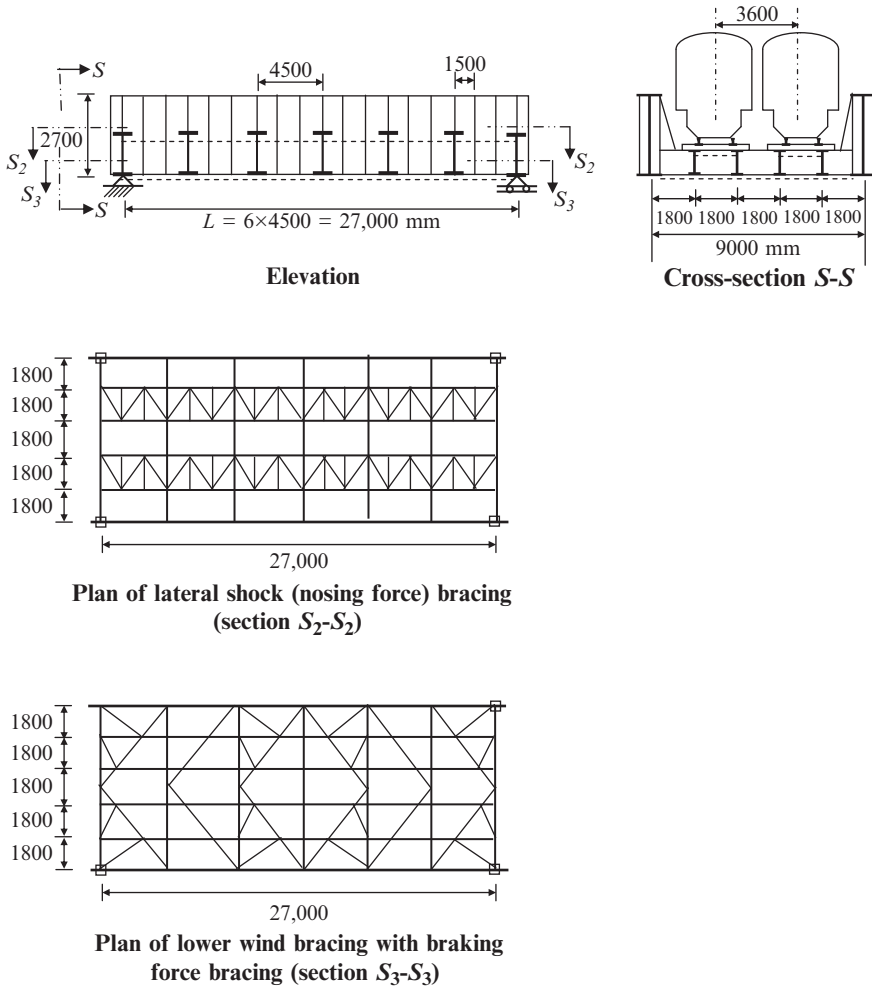 3600
S
4500
1500
2700
S2
S2
S3
S3
S
L = 6×4500 = 27,000 mm
1800 1800 1800 1800 1800
9000 mm
Elevation
Cross-section S-S
1800
1800
1800
1800
1800
27,000
Plan of lateral shock (nosing force) bracing
(section S2-S2)
1800
1800
1800
1800
1800
27,000
Plan of lower wind bracing with braking
force bracing (section S3-S3)